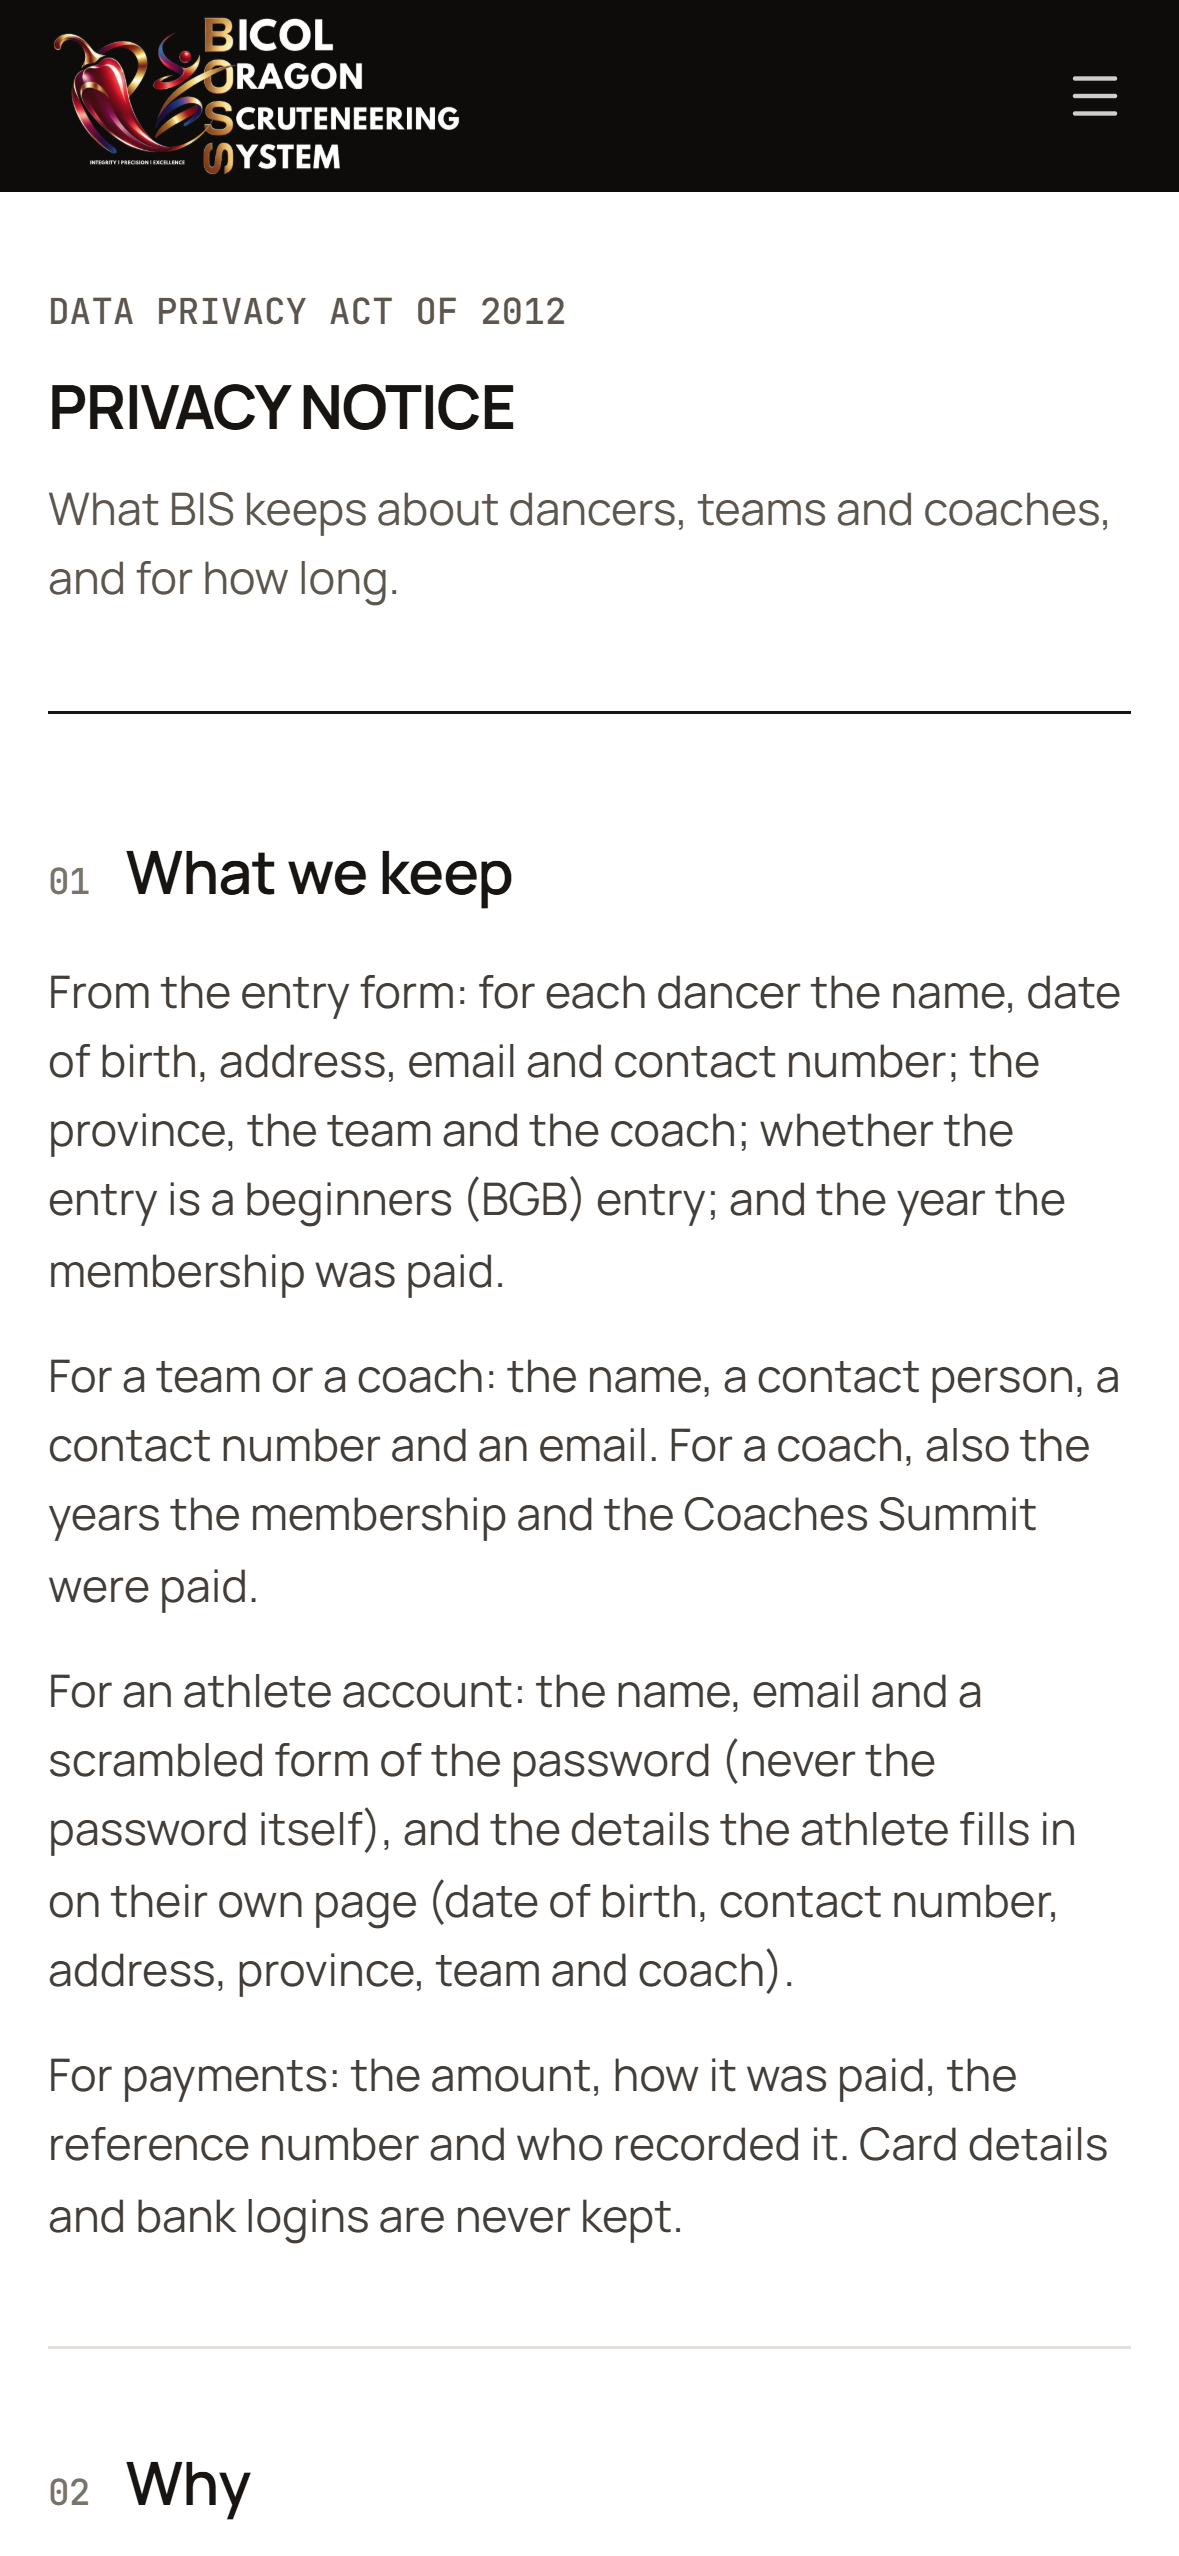 BICOL
ORAGON
SCRUTENEERING
SYSTEM
INTEGRITY | PRECISION | EXCELLENCE
DATA PRIVACY ACT OF 2012
PRIVACY NOTICE
What BIS keeps about dancers, teams and coaches,
and for how long.
01 What we keep
From the entry form: for each dancer the name, date
of birth, address, email and contact number; the
province, the team and the coach; whether the
entry is a beginners (BGB) entry; and the year the
membership was paid.
For a team or a coach: the name, a contact person, a
contact number and an email. For a coach, also the
years the membership and the Coaches Summit
were paid.
For an athlete account: the name, email and a
scrambled form of the password (never the
password itself), and the details the athlete fills in
on their own page (date of birth, contact number,
address, province, team and coach).
For payments: the amount, how it was paid, the
reference number and who recorded it. Card details
and bank logins are never kept.
02 Why